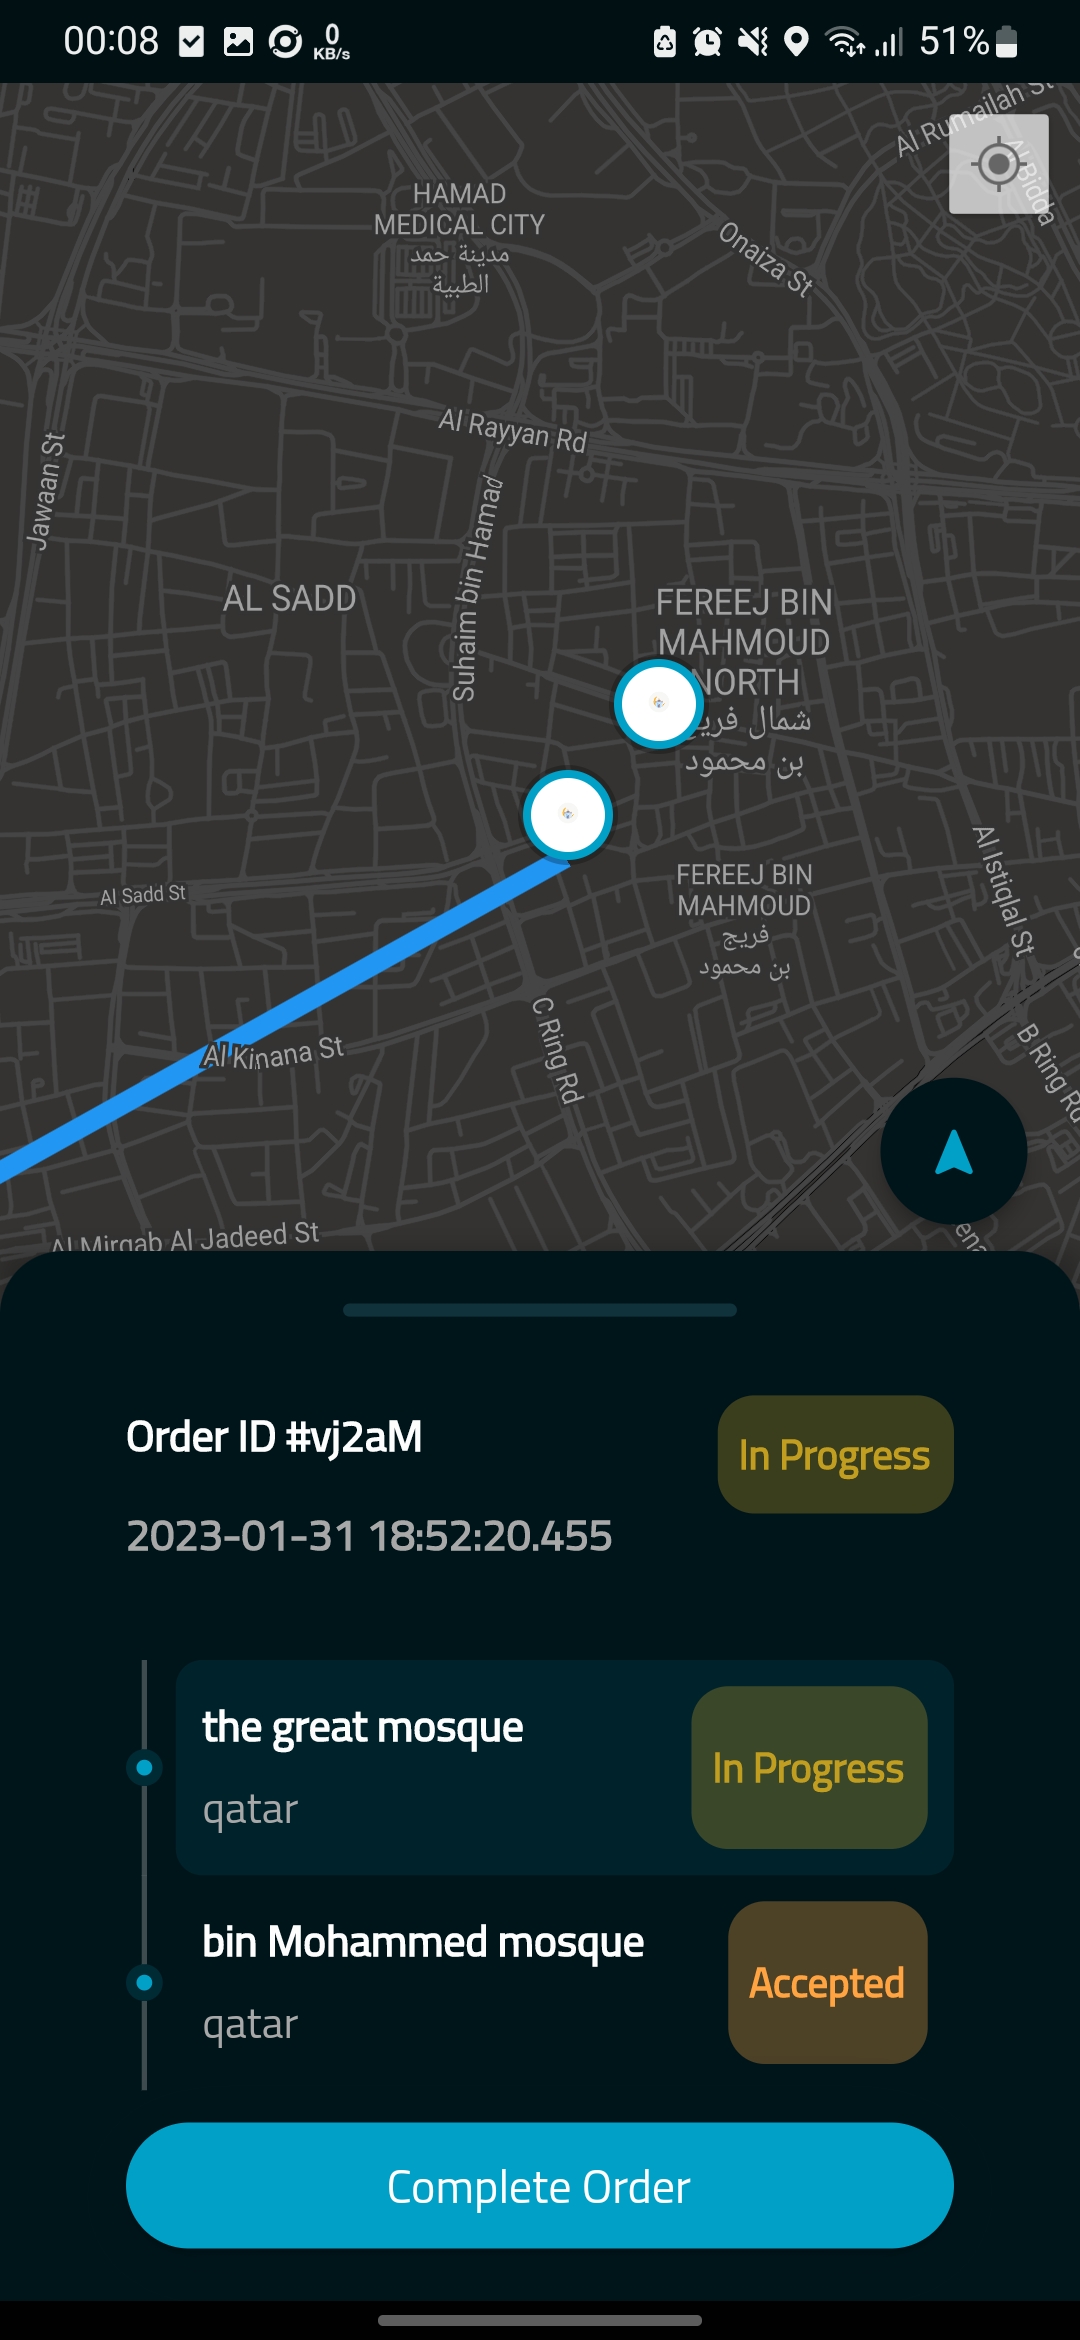 00:08
0
KB/s
51%
Al Rumailah St
Al Bidda
HAMAD
MEDICAL CITY
مدينة حمد
الطبية
Onaiza St
Al Rayyan Rd
Jawaan St
Suhaim bin Hamad
AL SADD
FEREEJ BIN
MAHMOUD
NORTH
شمال فريج
بن محمود
Al Sadd St
FEREEJ BIN
MAHMOUD
فريج
بن محمود
Al Istiqlal St
Al Kinana St
C Ring Rd
B Ring Rd
Al Mirqab Al Jadeed St
Order ID #vj2aM
In Progress
2023-01-31 18:52:20.455
the great mosque
In Progress
qatar
bin Mohammed mosque
Accepted
qatar
Complete Order